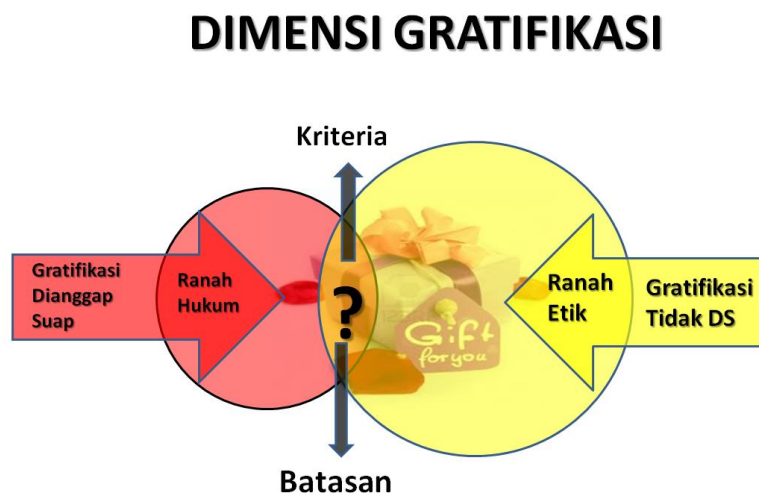 DIMENSI GRATIFIKASI
Kriteria
Gratifikasi
Dianggap
Suap
Ranah
Hukum
?
Gift
for you
Ranah
Etik
Gratifikasi
Tidak DS
Batasan